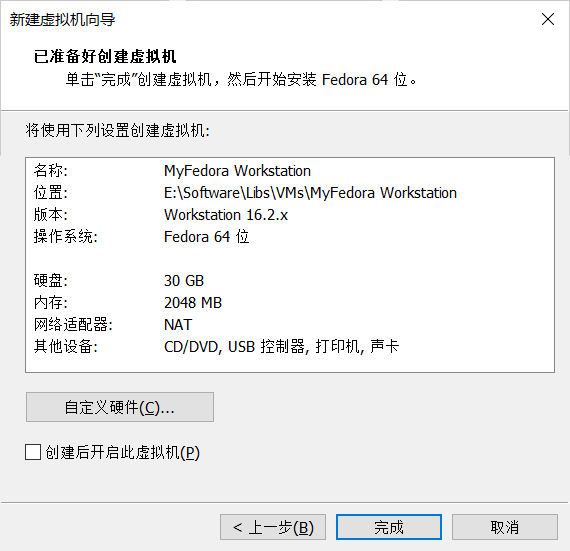 新建虚拟机向导
已准备好创建虚拟机
单击“完成”创建虚拟机，然后开始安装 Fedora 64 位。
将使用下列设置创建虚拟机:
名称: MyFedora Workstation
位置: E:\Software\Libs\VMs\MyFedora Workstation
版本: Workstation 16.2.x
操作系统: Fedora 64 位
硬盘: 30 GB
内存: 2048 MB
网络适配器: NAT
其他设备: CD/DVD, USB 控制器, 打印机, 声卡
自定义硬件(C)...
创建后开启此虚拟机(P)
< 上一步(B) 完成 取消